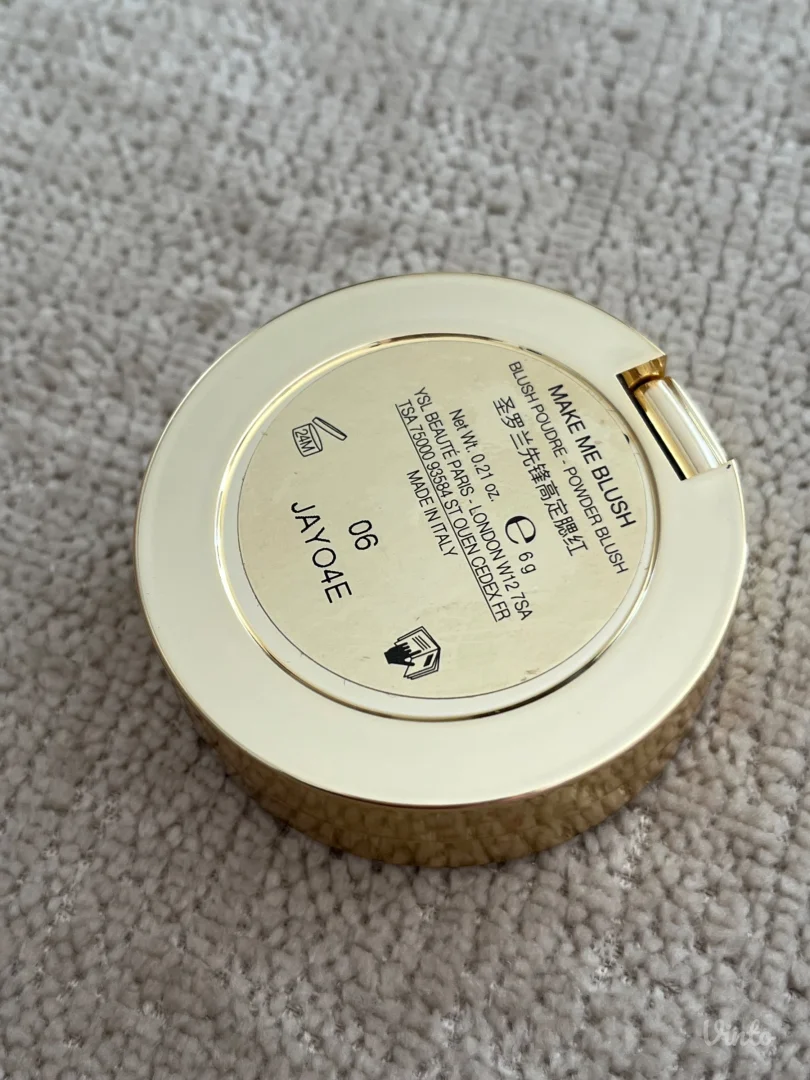 MAKE ME BLUSH
BLUSH POUDRE - POWDER BLUSH
圣罗兰先锋高定腮红
Net Wt. 0.21 oz. e 6 g
YSL BEAUTÉ PARIS - LONDON W12 7SA
TSA 75000 93584 ST OUEN CEDEX FR
MADE IN ITALY
24M
06
JAYO4E
Vinto